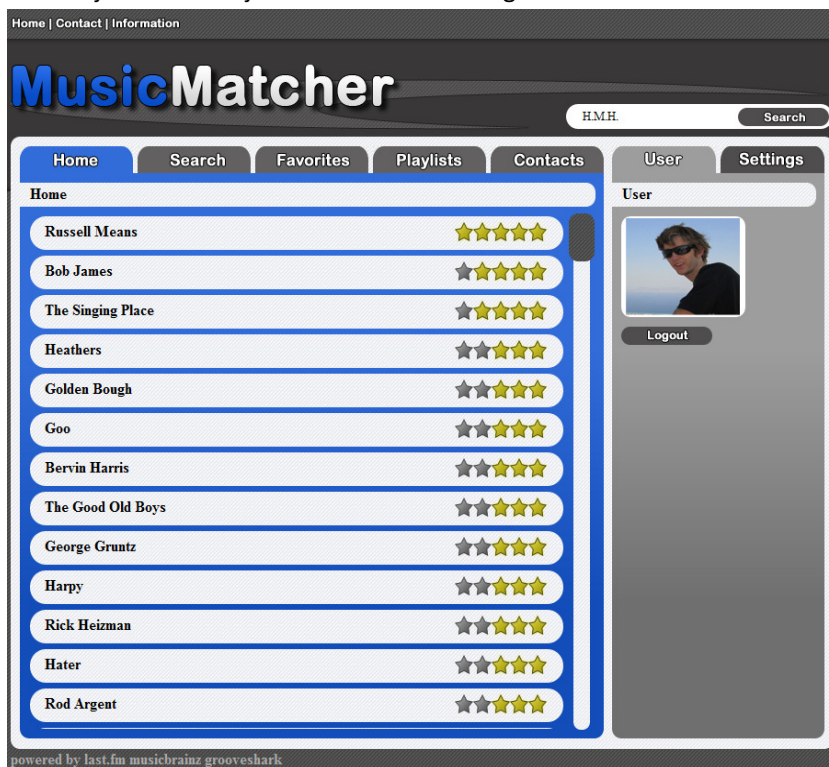 Home | Contact | Information
MusicMatcher
H.M.H. Search
Home Search Favorites Playlists Contacts User Settings
Home User
Russell Means
Bob James
The Singing Place
Heathers
Logout
Golden Bough
Goo
Bervin Harris
The Good Old Boys
George Gruntz
Harpy
Rick Heizman
Hater
Rod Argent
powered by last.fm musicbrainz grooveshark